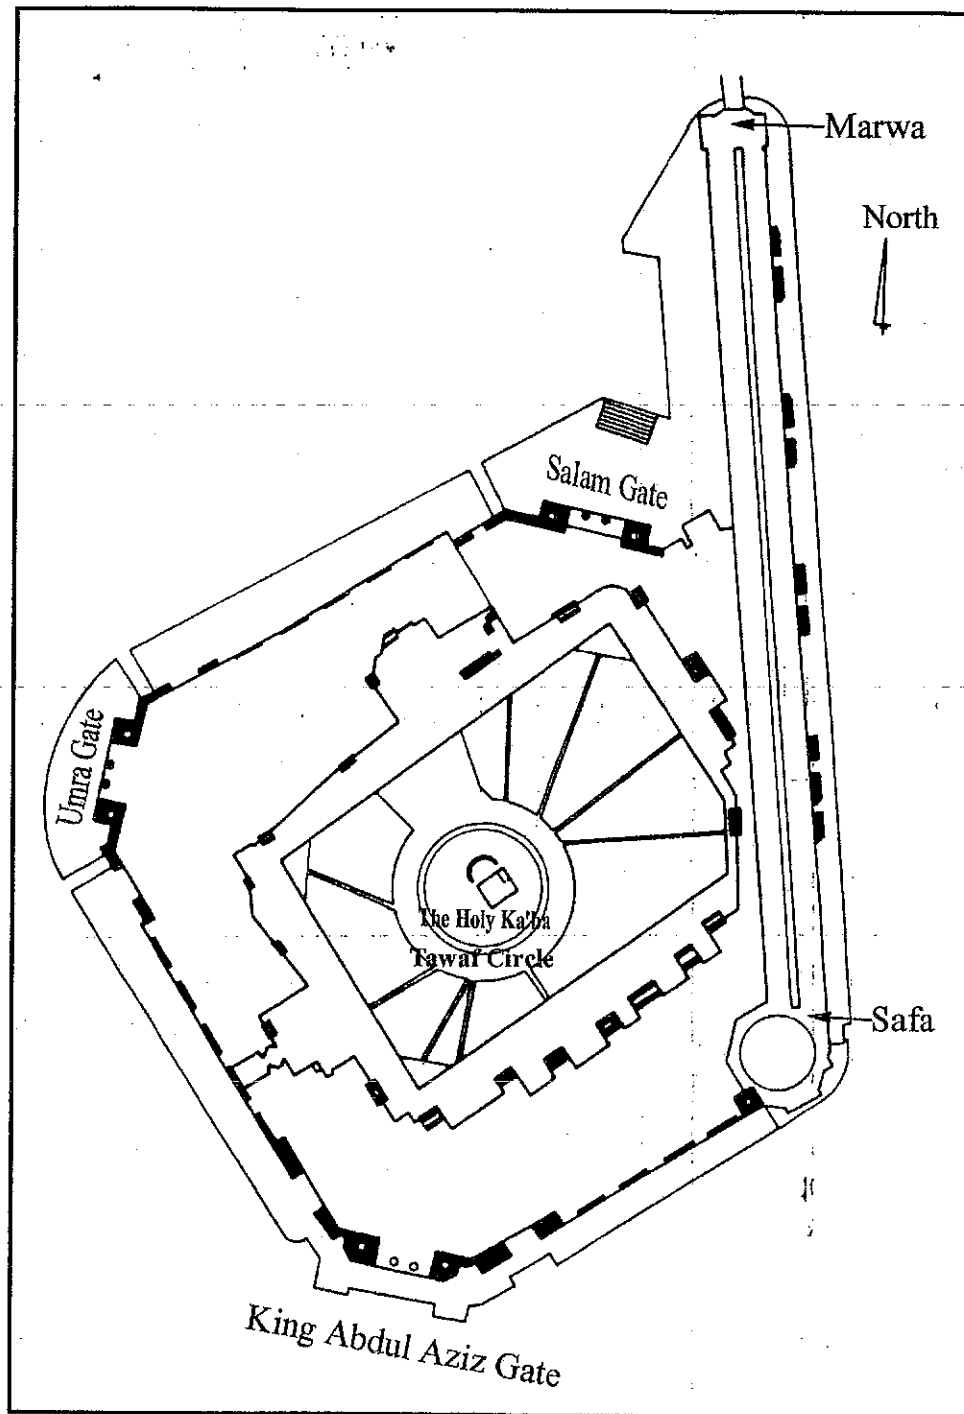 Marwa
North
Salam Gate
Umra Gate
The Holy Ka'ba
Tawaf Circle
Safa
King Abdul Aziz Gate